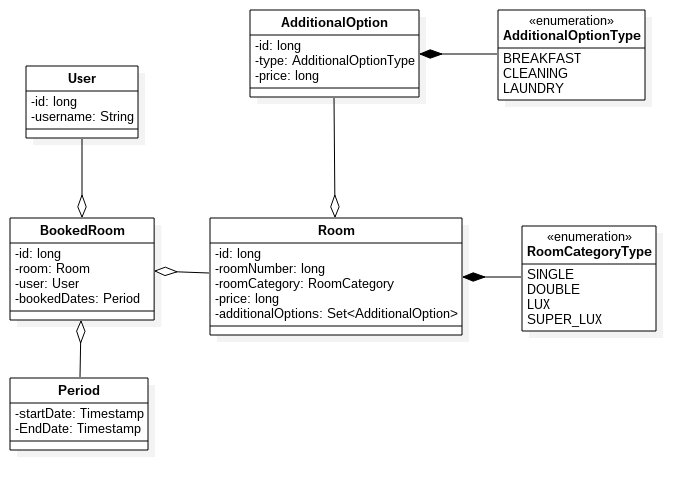 AdditionalOption
-id: long
-type: AdditionalOptionType
-price: long
«enumeration»
AdditionalOptionType
BREAKFAST
CLEANING
LAUNDRY
User
-id: long
-username: String
BookedRoom
-id: long
-room: Room
-user: User
-bookedDates: Period
Room
-id: long
-roomNumber: long
-roomCategory: RoomCategory
-price: long
-additionalOptions: Set<AdditionalOption>
«enumeration»
RoomCategoryType
SINGLE
DOUBLE
LUX
SUPER_LUX
Period
-startDate: Timestamp
-EndDate: Timestamp